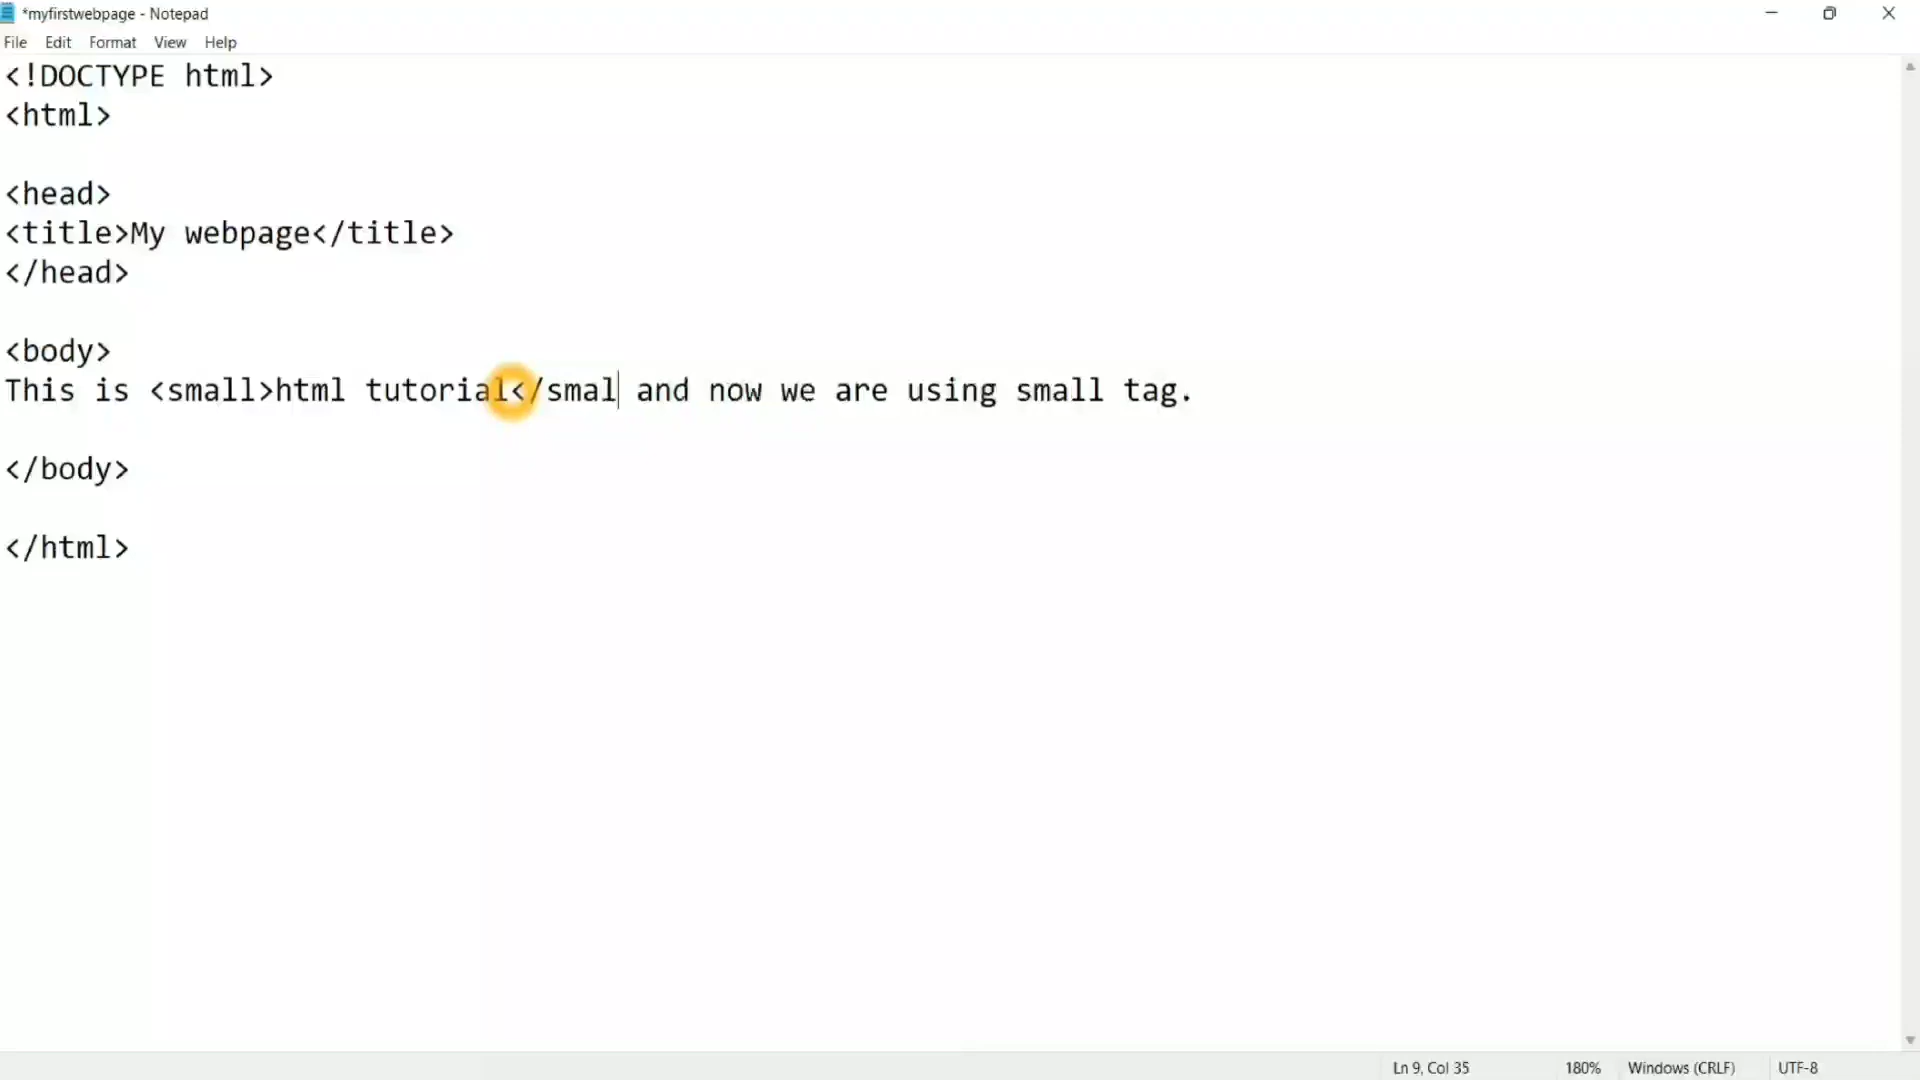 *myfirstwebpage - Notepad
File Edit Format View Help
<!DOCTYPE html>
<html>
<head>
<title>My webpage</title>
</head>
<body>
This is <small>html tutorial</smal and now we are using small tag.
</body>
</html>
Ln 9, Col 35 180% Windows (CRLF) UTF-8